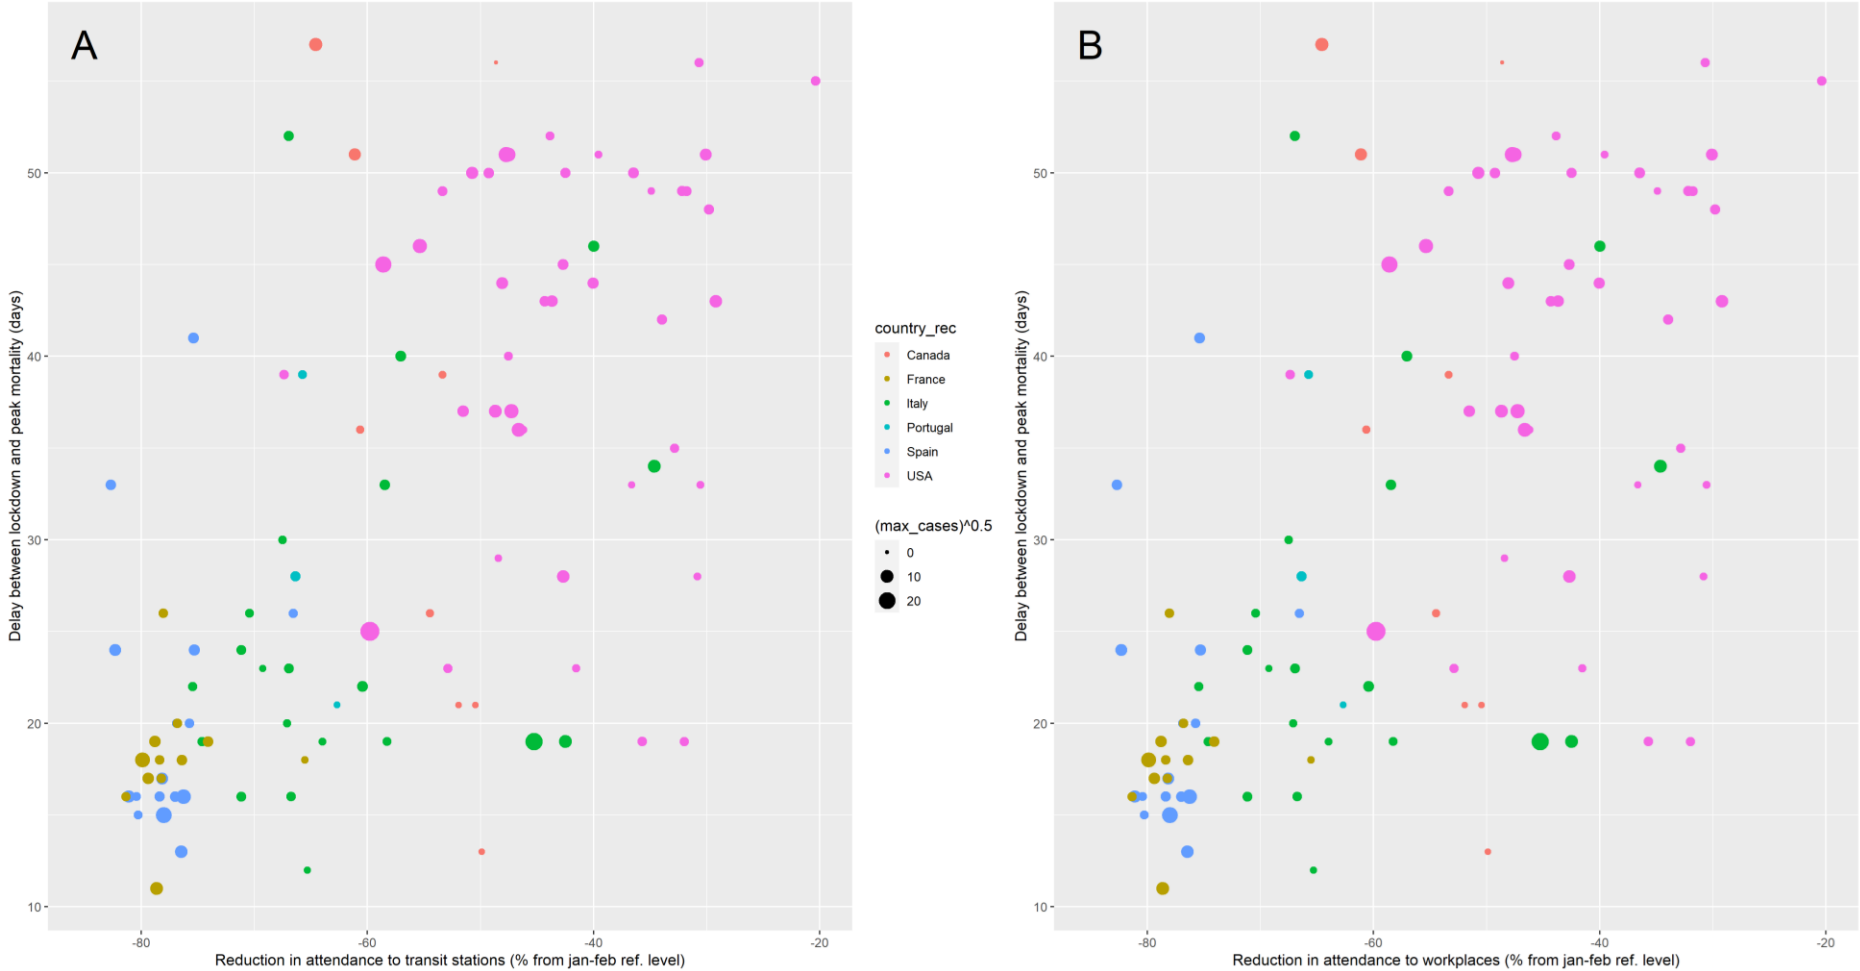 A
Delay between lockdown and peak mortality (days)
50
40
30
20
10
-80
-60
-40
-20
Reduction in attendance to transit stations (% from jan-feb ref. level)
country_rec
Canada
France
Italy
Portugal
Spain
USA
(max_cases)^0.5
0
10
20
B
Delay between lockdown and peak mortality (days)
50
40
30
20
10
-80
-60
-40
-20
Reduction in attendance to workplaces (% from jan-feb ref. level)